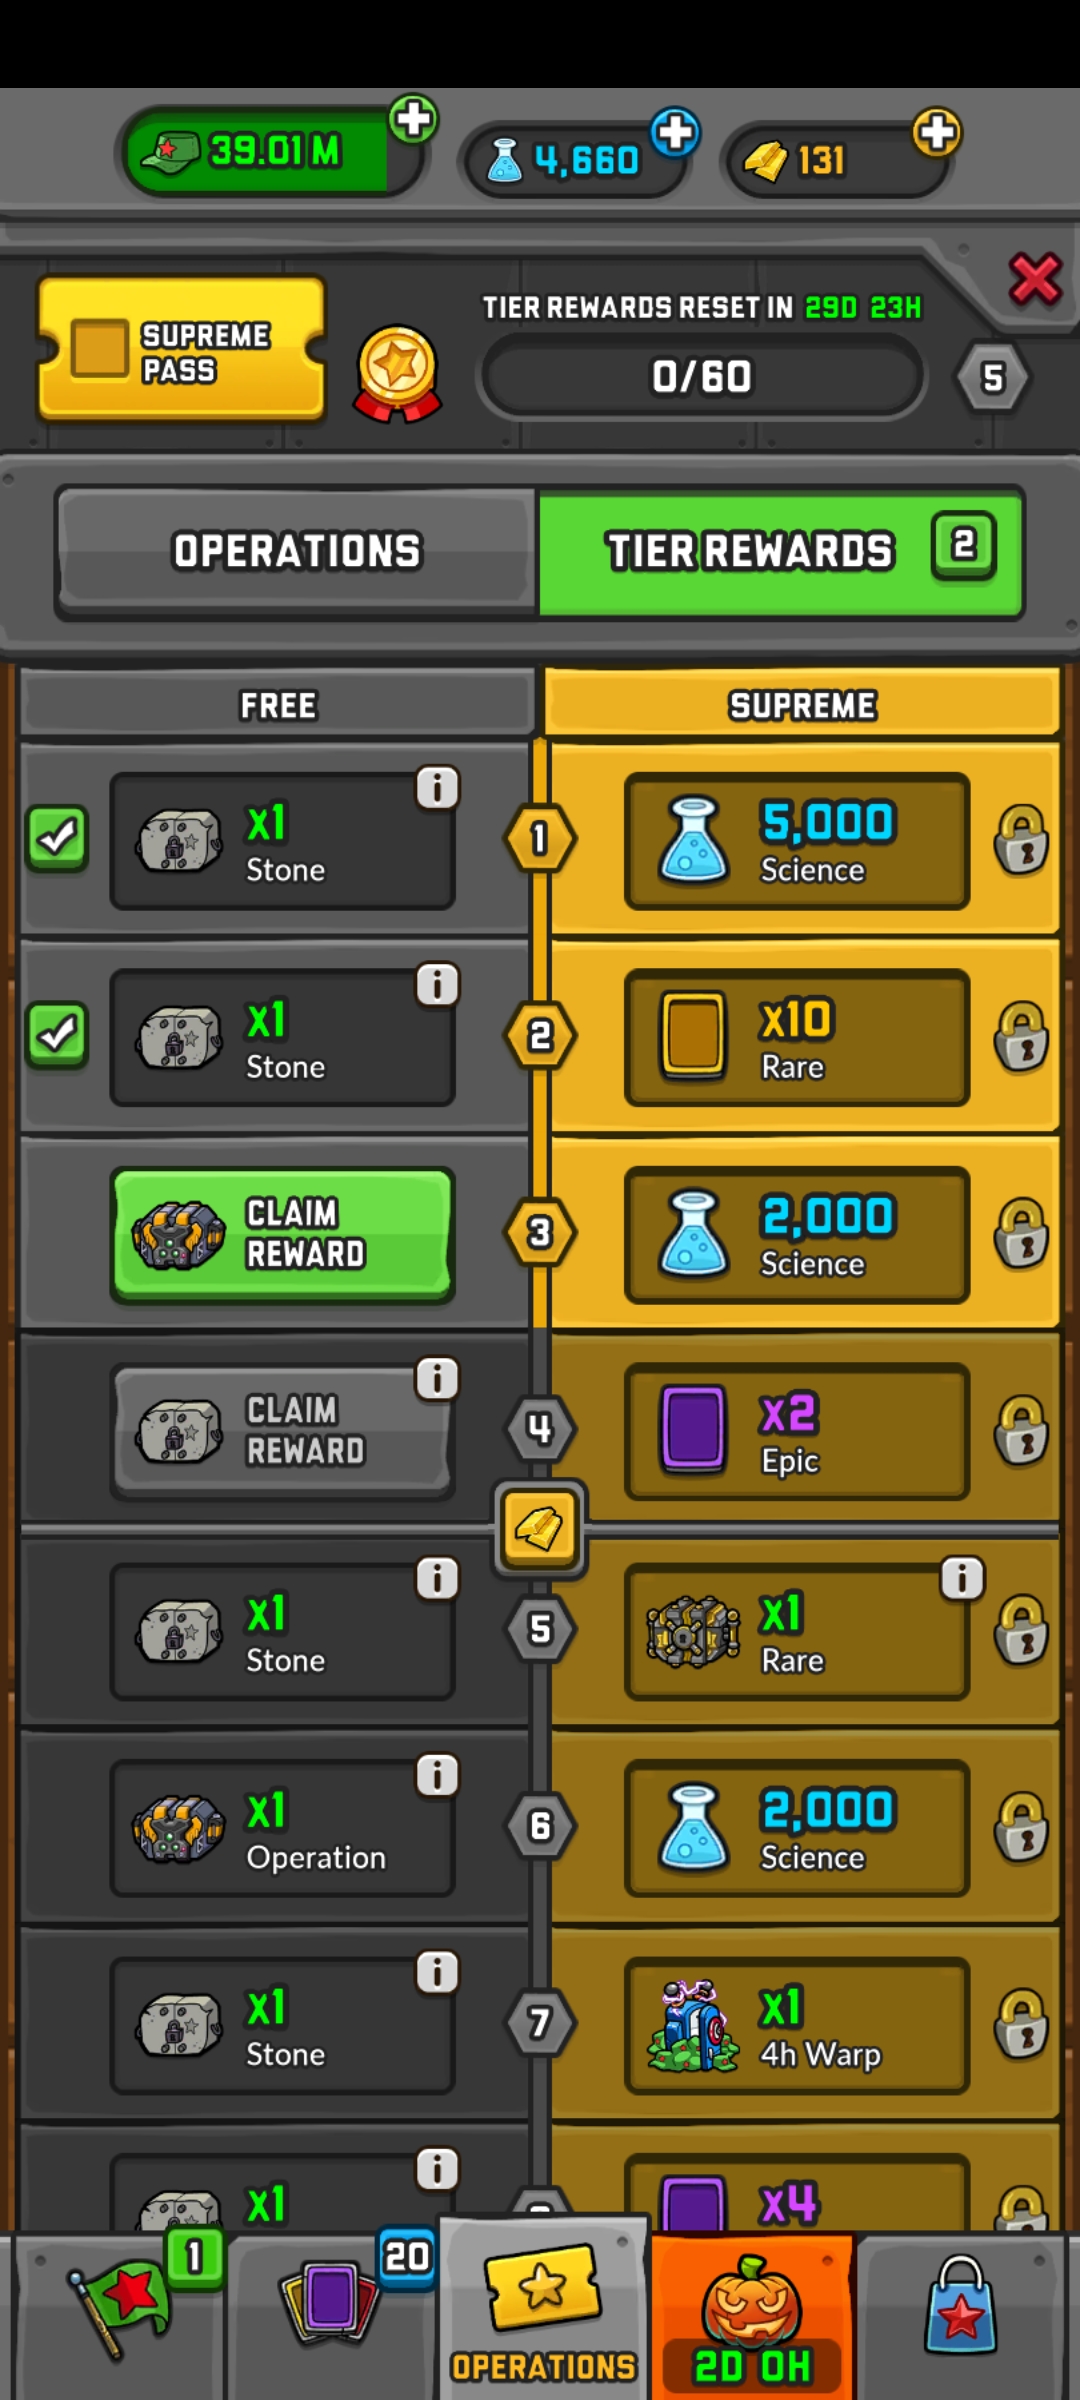 39.01 M
4,660
131
SUPREME
PASS
TIER REWARDS RESET IN 29D 23H
0/60
5
OPERATIONS
TIER REWARDS
2
FREE
SUPREME
x1
Stone
i
1
5,000
Science
x1
Stone
i
2
x10
Rare
CLAIM
REWARD
3
2,000
Science
CLAIM
REWARD
i
4
x2
Epic
x1
Stone
i
5
x1
Rare
i
x1
Operation
i
6
2,000
Science
x1
Stone
i
7
x1
4h Warp
x1
i
x4
1
20
OPERATIONS
2D 0H